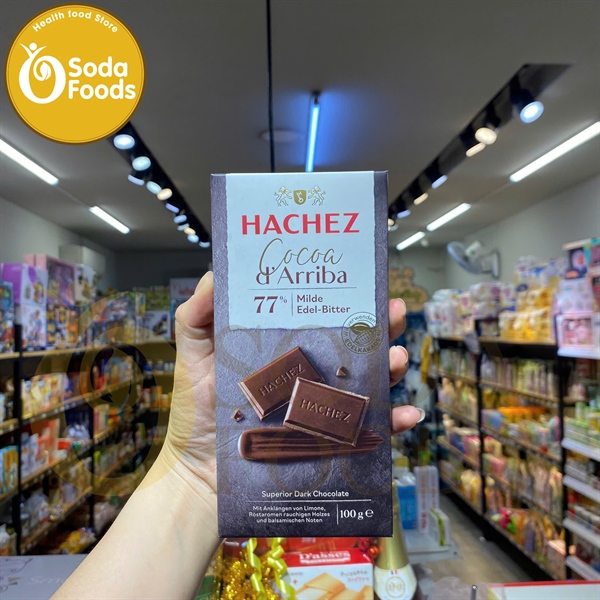 Health food Store
Soda
Foods
HACHEZ
Cocoa
d'Arriba
77%
Milde
Edel-Bitter
HACHEZ
HACHEZ
Superior Dark Chocolate
Mit Anklängen von Limone,
Röstaromen rauchigen Holzes
und balsamischen Noten
100 g e